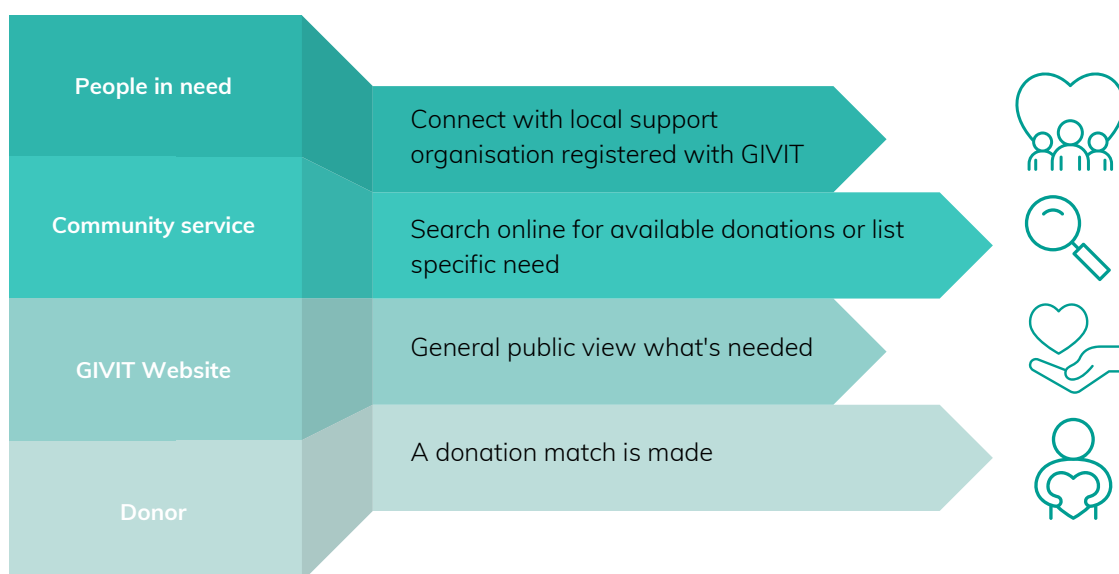 People in need
Connect with local support
organisation registered with GIVIT
Community service
Search online for available donations or list
specific need
GIVIT Website
General public view what's needed
Donor
A donation match is made